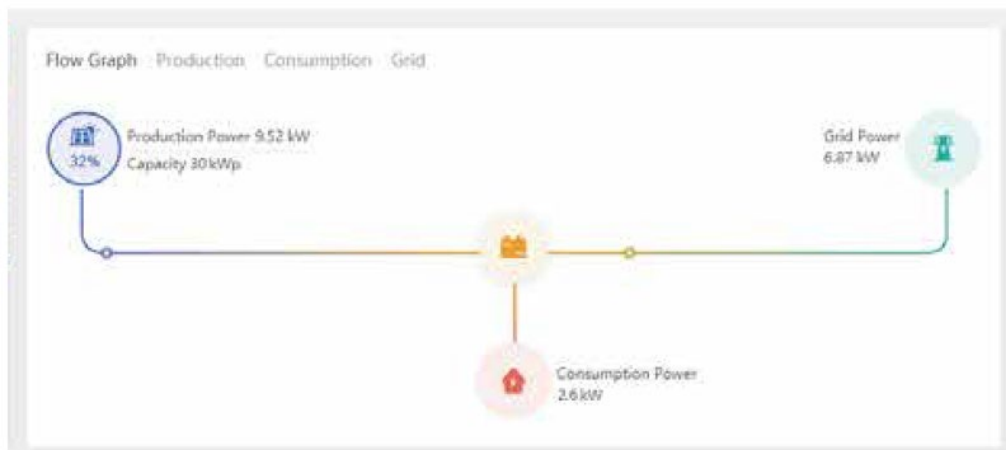 Flow Graph Production Consumption Grid
Production Power 9.52 kW
32%
Capacity 30 kWp
Grid Power
6.87 kW
Consumption Power
2.6 kW